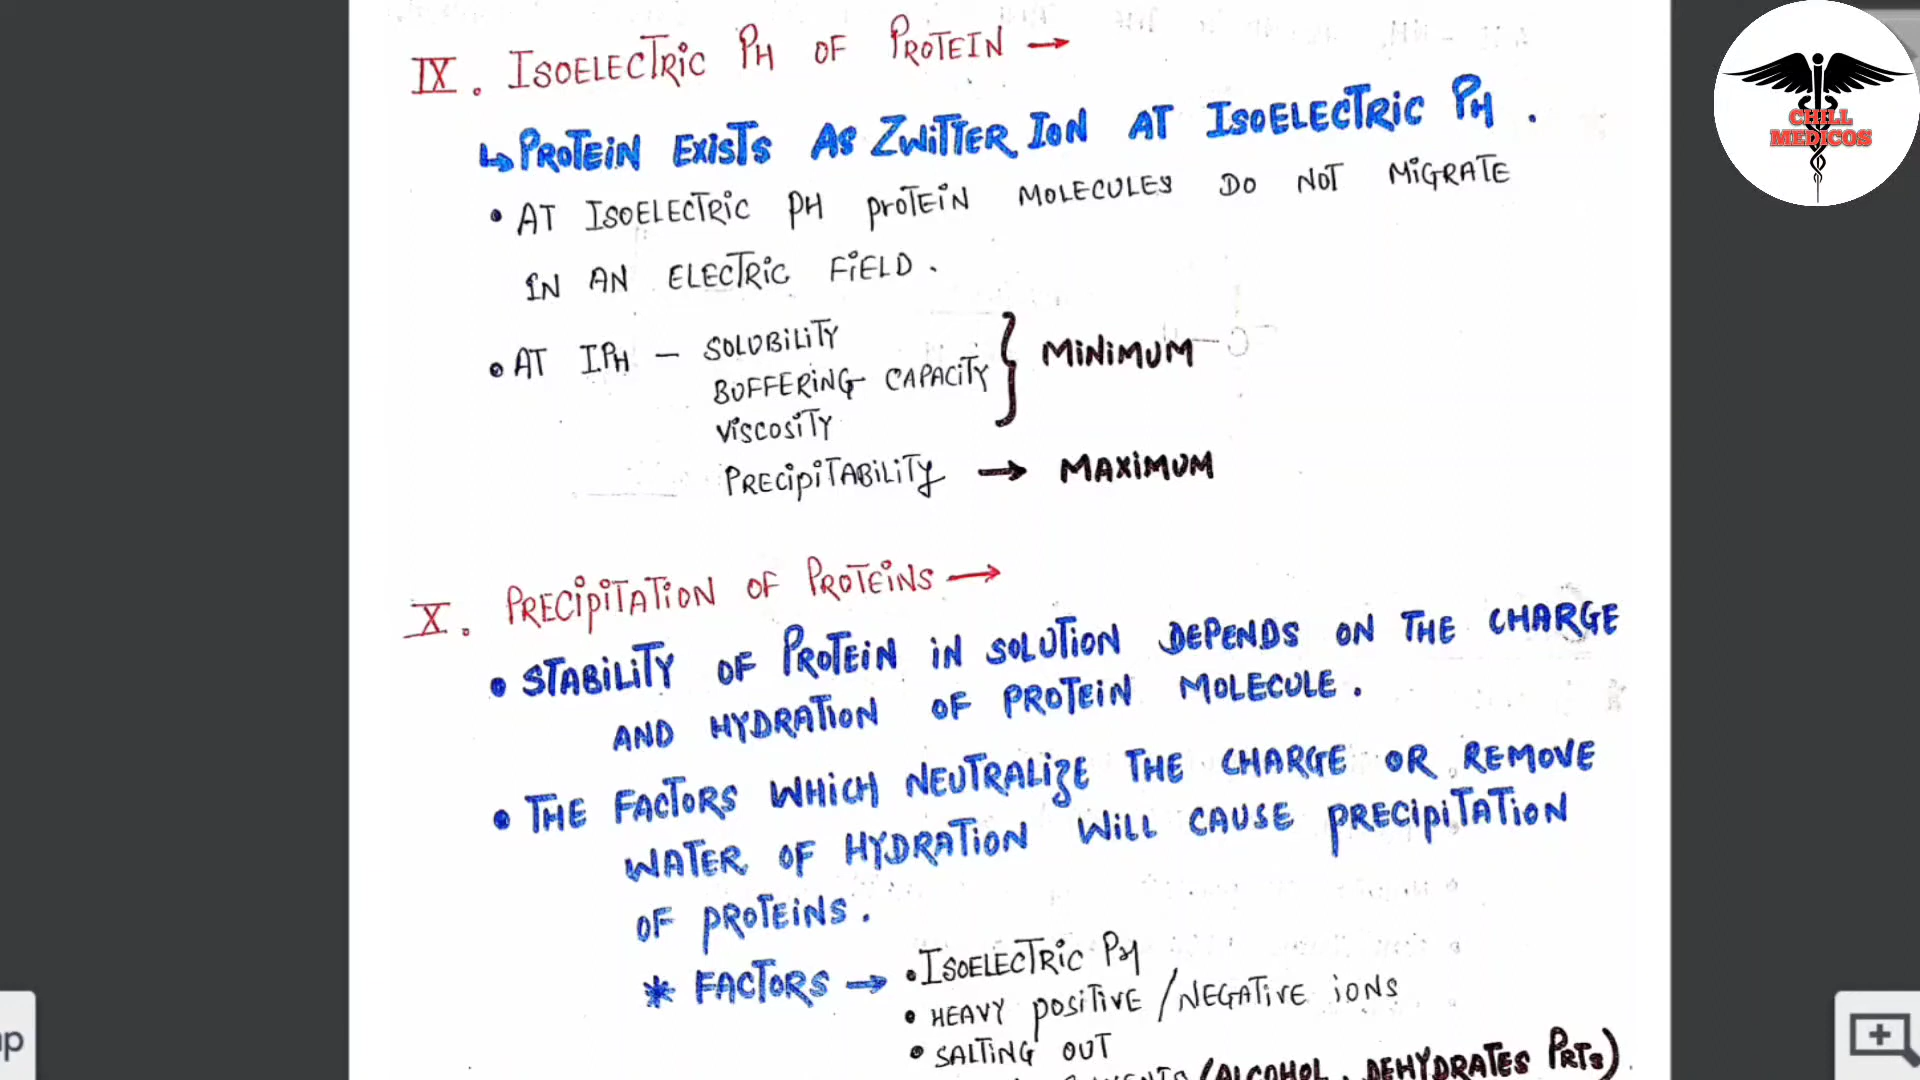 IX. ISOELECTRIC PH OF PROTEIN →
↳ PROTEIN EXISTS AS ZWITTER ION AT ISOELECTRIC PH.
• AT ISOELECTRIC PH PROTEIN MOLECULES DO NOT MIGRATE
IN AN ELECTRIC FIELD.
• AT I.PH – SOLUBILITY
BUFFERING CAPACITY } MINIMUM
VISCOSITY
PRECIPITABILITY → MAXIMUM
X. PRECIPITATION OF PROTEINS →
• STABILITY OF PROTEIN IN SOLUTION DEPENDS ON THE CHARGE
AND HYDRATION OF PROTEIN MOLECULE.
• THE FACTORS WHICH NEUTRALIZE THE CHARGE OR REMOVE
WATER OF HYDRATION WILL CAUSE PRECIPITATION
OF PROTEINS.
* FACTORS → • ISOELECTRIC PH
• HEAVY POSITIVE / NEGATIVE IONS
• SALTING OUT
(ALCOHOL, DEHYDRATES PRTS)
CHILL
MEDICOS